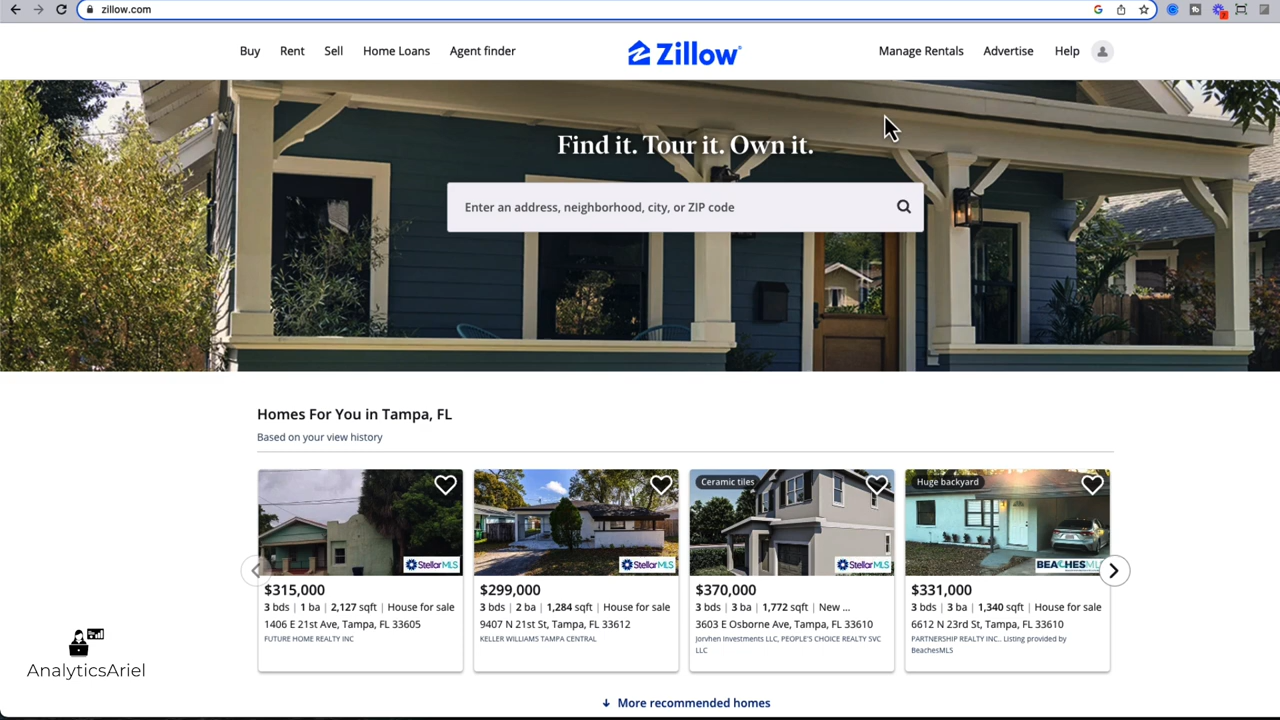 zillow.com
Buy Rent Sell Home Loans Agent finder
Zillow
Manage Rentals Advertise Help
Find it. Tour it. Own it.
Enter an address, neighborhood, city, or ZIP code
Homes For You in Tampa, FL
Based on your view history
StellarMLS
$315,000
3 bds | 1 ba | 2,127 sqft | House for sale
1406 E 21st Ave, Tampa, FL 33605
FUTURE HOME REALTY INC
StellarMLS
$299,000
3 bds | 2 ba | 1,284 sqft | House for sale
9407 N 21st St, Tampa, FL 33612
KELLER WILLIAMS TAMPA CENTRAL
Ceramic tiles
StellarMLS
$370,000
3 bds | 3 ba | 1,772 sqft | New ...
3603 E Osborne Ave, Tampa, FL 33610
Jorvhen Investments LLC, PEOPLE'S CHOICE REALTY SVC
LLC
Huge backyard
$331,000
3 bds | 3 ba | 1,340 sqft | House for sale
6612 N 23rd St, Tampa, FL 33610
PARTNERSHIP REALTY INC.. Listing provided by
BeachesMLS
More recommended homes
AnalyticsAriel